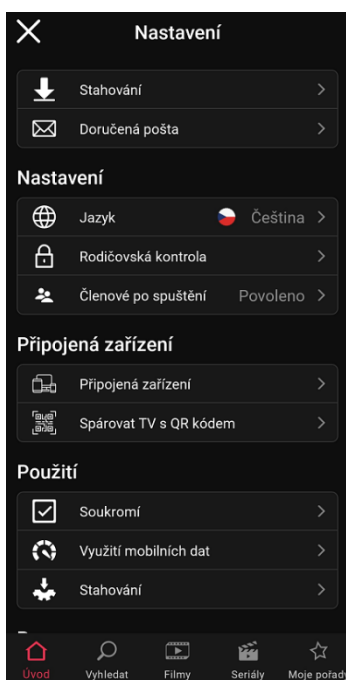 Nastavení
Stahování
Doručená pošta
Nastavení
Jazyk Čeština
Rodičovská kontrola
Členové po spuštění Povoleno
Připojená zařízení
Připojená zařízení
Spárovat TV s QR kódem
Použití
Soukromí
Využití mobilních dat
Stahování
Úvod Vyhledat Filmy Seriály Moje pořady